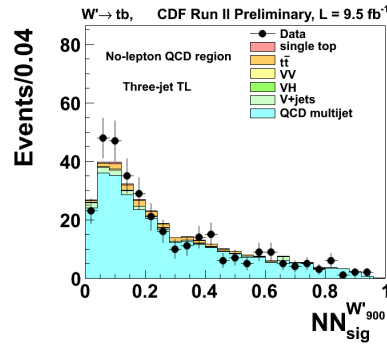 W'→ tb, CDF Run II Preliminary, L = 9.5 fb⁻¹
Events/0.04
80
60
40
20
0
No-lepton QCD region
Three-jet TL
Data
single top
tt̄
VV
VH
V+jets
QCD multijet
0 0.2 0.4 0.6 0.8 1
NN_sig^W'900